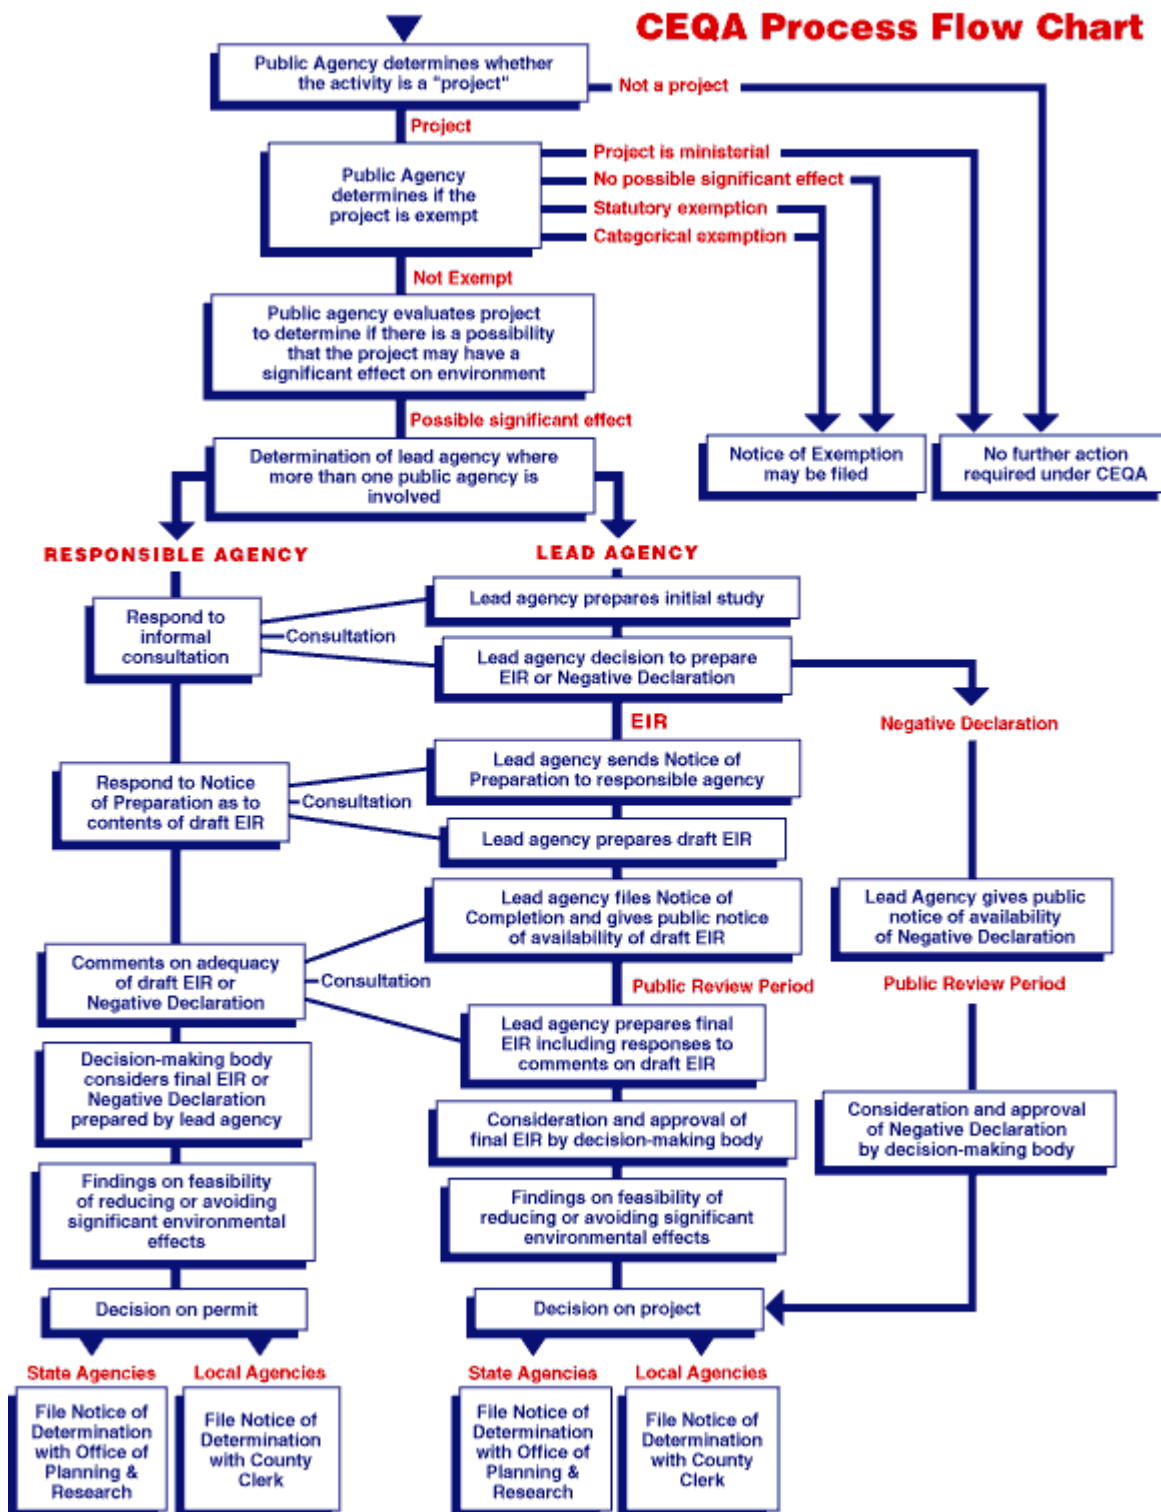 CEQA Process Flow Chart
Public Agency determines whether
the activity is a "project"
Not a project
Project
Public Agency
determines if the
project is exempt
Project is ministerial
No possible significant effect
Statutory exemption
Categorical exemption
Not Exempt
Public agency evaluates project
to determine if there is a possibility
that the project may have a
significant effect on environment
Possible significant effect
Notice of Exemption
may be filed
No further action
required under CEQA
Determination of lead agency where
more than one public agency is
involved
RESPONSIBLE AGENCY
LEAD AGENCY
Respond to
informal
consultation
Consultation
Lead agency prepares initial study
Lead agency decision to prepare
EIR or Negative Declaration
EIR
Negative Declaration
Respond to Notice
of Preparation as to
contents of draft EIR
Consultation
Lead agency sends Notice of
Preparation to responsible agency
Lead agency prepares draft EIR
Lead agency files Notice of
Completion and gives public notice
of availability of draft EIR
Lead Agency gives public
notice of availability
of Negative Declaration
Comments on adequacy
of draft EIR or
Negative Declaration
Consultation
Public Review Period
Public Review Period
Lead agency prepares final
EIR including responses to
comments on draft EIR
Decision-making body
considers final EIR or
Negative Declaration
prepared by lead agency
Consideration and approval of
final EIR by decision-making body
Consideration and approval
of Negative Declaration
by decision-making body
Findings on feasibility
of reducing or avoiding
significant environmental
effects
Findings on feasibility of
reducing or avoiding significant
environmental effects
Decision on permit
Decision on project
State Agencies
Local Agencies
State Agencies
Local Agencies
File Notice of
Determination
with Office of
Planning &
Research
File Notice of
Determination
with County
Clerk
File Notice of
Determination
with Office of
Planning &
Research
File Notice of
Determination
with County
Clerk